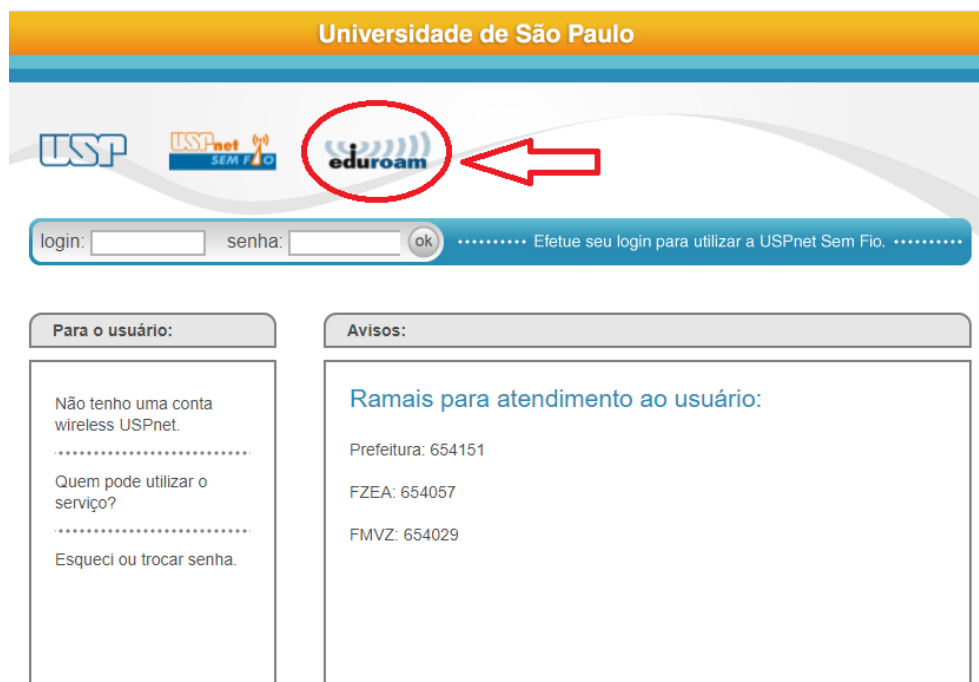 Universidade de São Paulo
USP
USPnet
SEM FIO
eduroam
login: senha: ok Efetue seu login para utilizar a USPnet Sem Fio.
Para o usuário:
Não tenho uma conta
wireless USPnet.
Quem pode utilizar o
serviço?
Esqueci ou trocar senha.
Avisos:
Ramais para atendimento ao usuário:
Prefeitura: 654151
FZEA: 654057
FMVZ: 654029